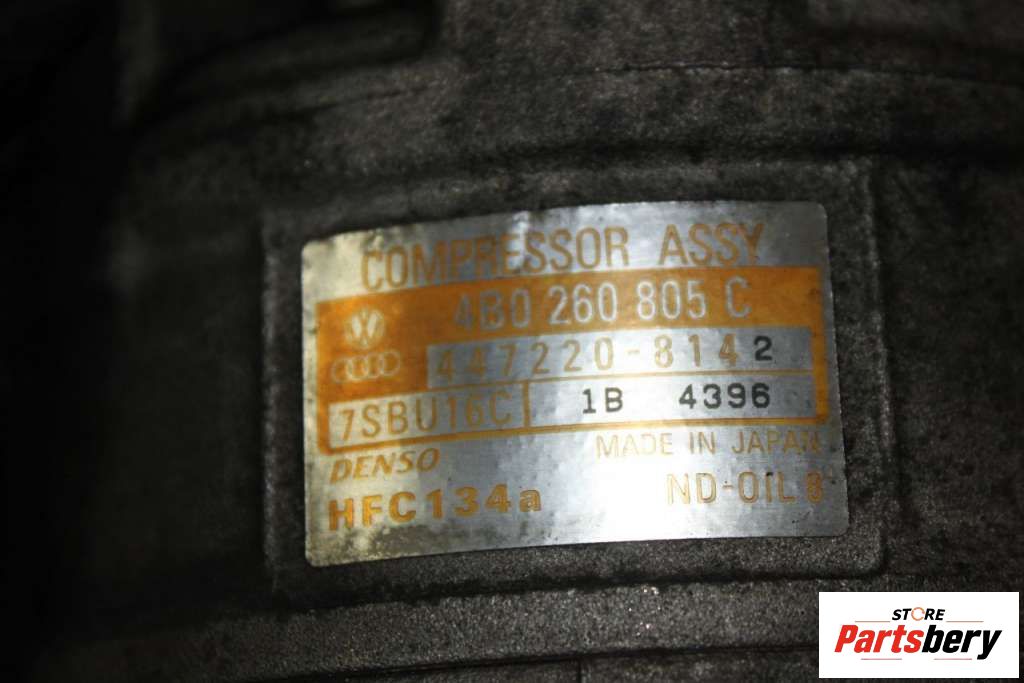 COMPRESSOR ASSY
4B0 260 805 C
447220-8142
7SBU16C 1B 4396
DENSO MADE IN JAPAN
HFC134a ND-OIL 8
STORE
Partsbery